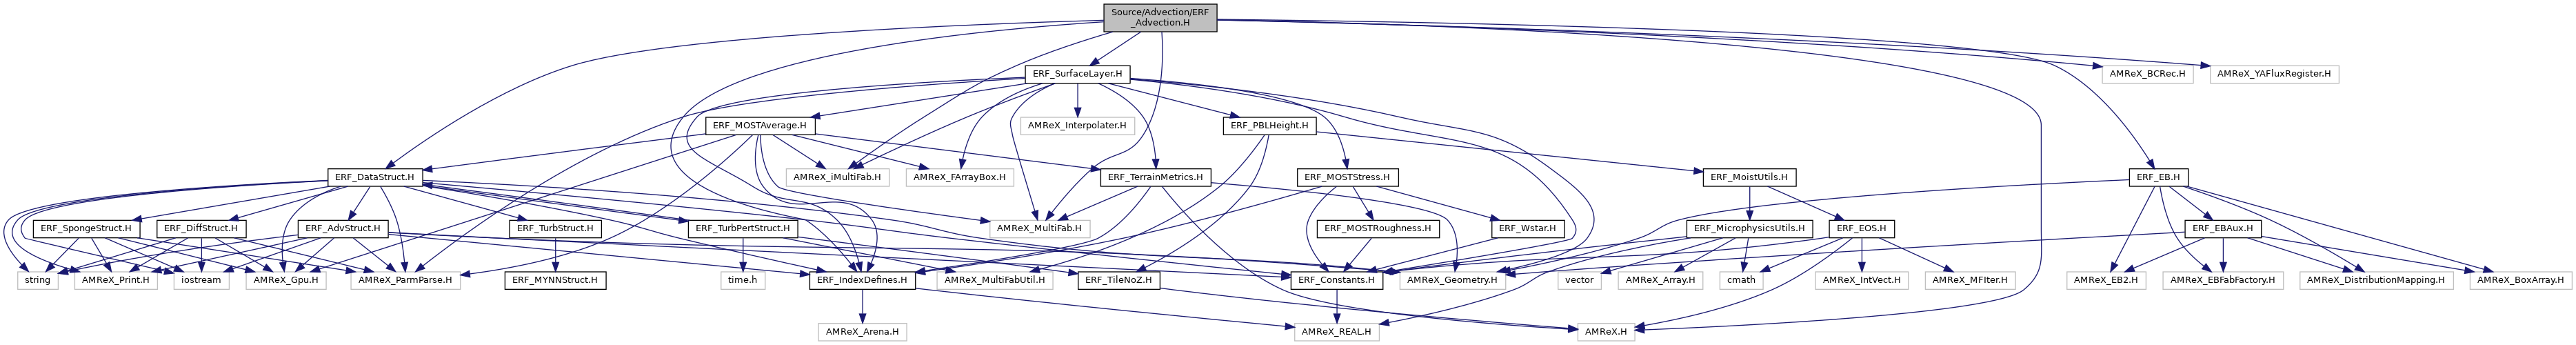 Source/Advection/ERF
_Advection.H
ERF_SurfaceLayer.H
AMReX_BCRec.H
AMReX_YAFluxRegister.H
ERF_MOSTAverage.H
AMReX_Interpolater.H
ERF_PBLHeight.H
ERF_DataStruct.H
AMReX_iMultiFab.H
AMReX_FArrayBox.H
ERF_TerrainMetrics.H
ERF_MOSTStress.H
ERF_MoistUtils.H
ERF_EB.H
ERF_SpongeStruct.H
ERF_DiffStruct.H
ERF_AdvStruct.H
ERF_TurbStruct.H
ERF_TurbPertStruct.H
AMReX_MultiFab.H
ERF_MOSTRoughness.H
ERF_Wstar.H
ERF_MicrophysicsUtils.H
ERF_EOS.H
ERF_EBAux.H
string
AMReX_Print.H
iostream
AMReX_Gpu.H
AMReX_ParmParse.H
ERF_MYNNStruct.H
time.h
ERF_IndexDefines.H
AMReX_MultiFabUtil.H
ERF_TileNoZ.H
ERF_Constants.H
AMReX_Geometry.H
vector
AMReX_Array.H
cmath
AMReX_IntVect.H
AMReX_MFIter.H
AMReX_EB2.H
AMReX_EBFabFactory.H
AMReX_DistributionMapping.H
AMReX_BoxArray.H
AMReX_Arena.H
AMReX_REAL.H
AMReX.H